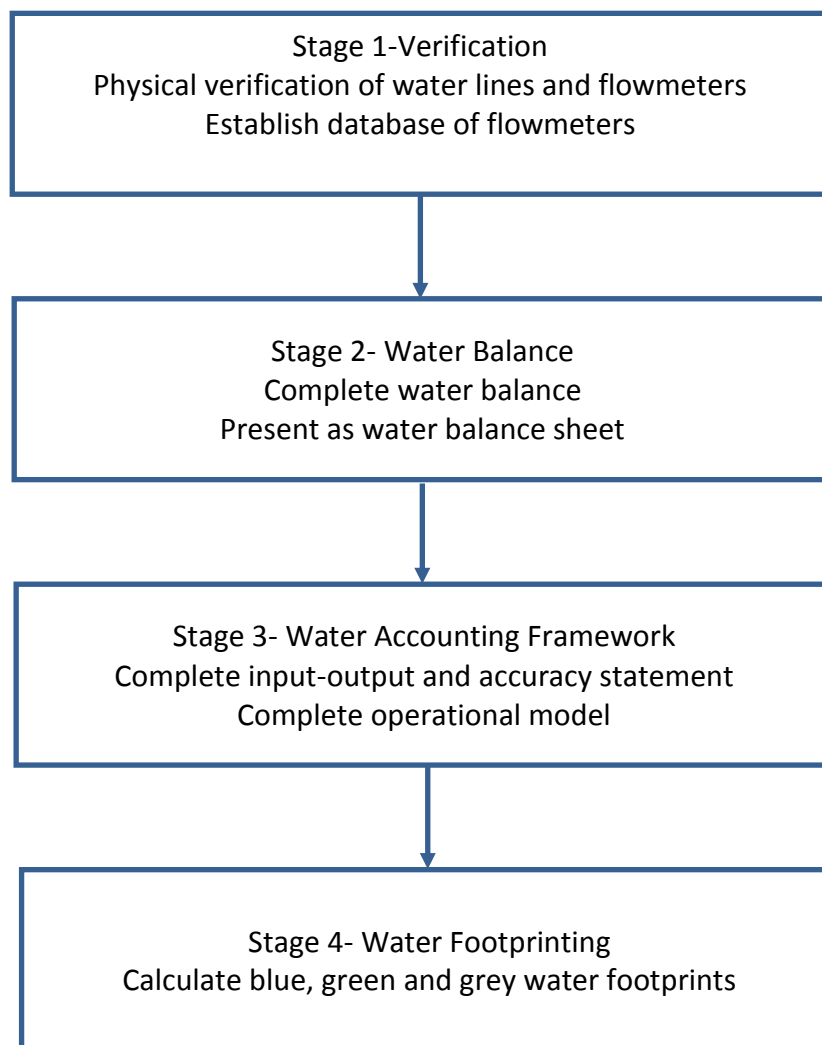 Stage 1-Verification
Physical verification of water lines and flowmeters
Establish database of flowmeters
Stage 2- Water Balance
Complete water balance
Present as water balance sheet
Stage 3- Water Accounting Framework
Complete input-output and accuracy statement
Complete operational model
Stage 4- Water Footprinting
Calculate blue, green and grey water footprints